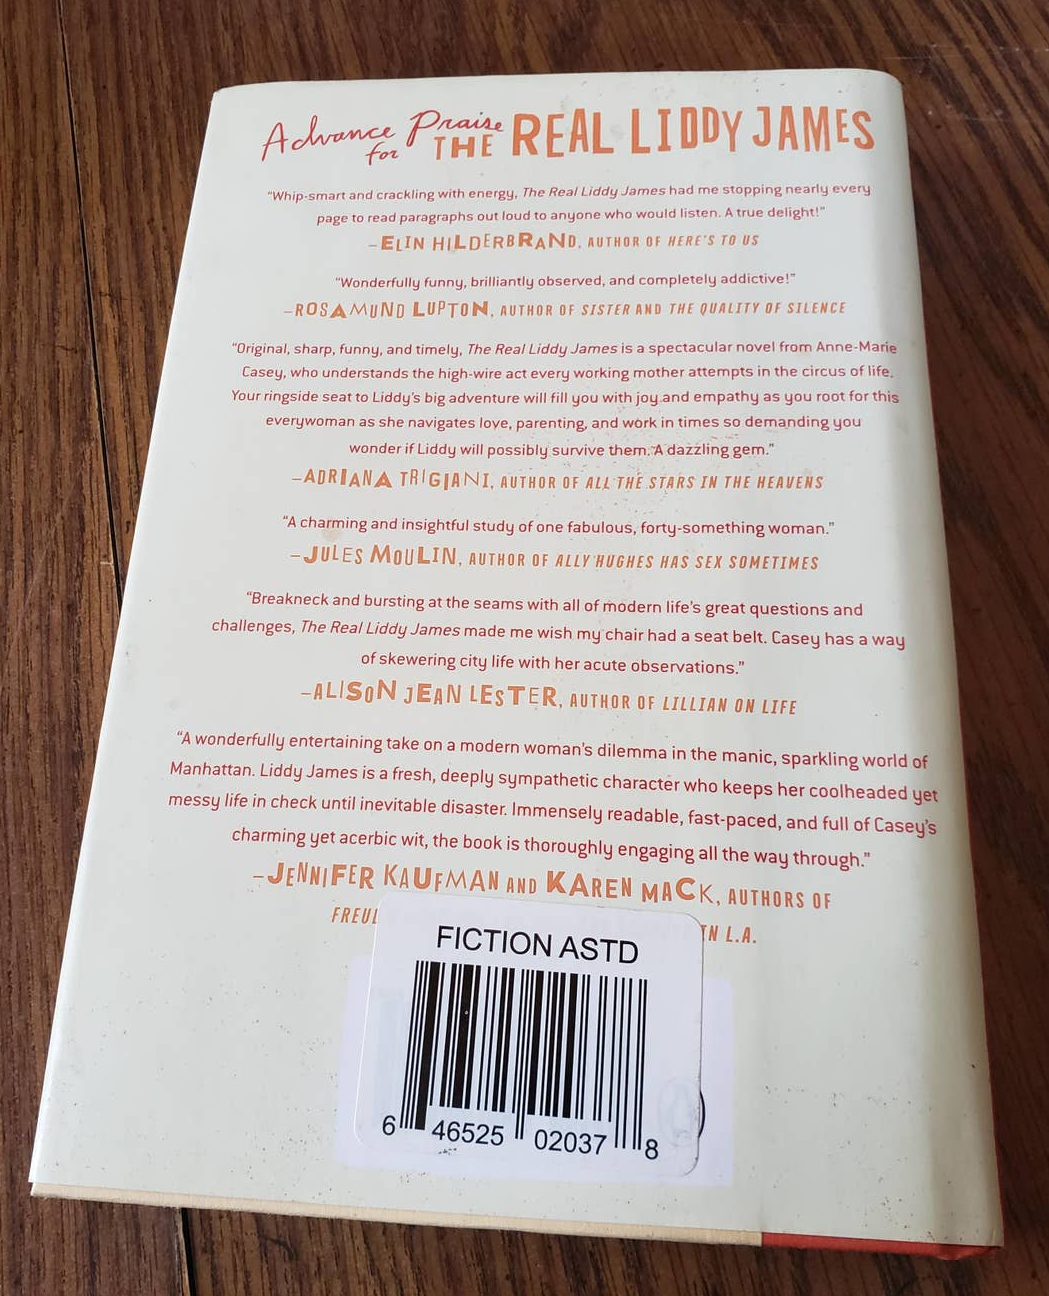 Advance Praise for THE REAL LIDDY JAMES
“Whip-smart and crackling with energy, The Real Liddy James had me stopping nearly every
page to read paragraphs out loud to anyone who would listen. A true delight!”
–ELIN HILDERBRAND, AUTHOR OF HERE'S TO US
“Wonderfully funny, brilliantly observed, and completely addictive!”
–ROSAMUND LUPTON, AUTHOR OF SISTER AND THE QUALITY OF SILENCE
“Original, sharp, funny, and timely, The Real Liddy James is a spectacular novel from Anne-Marie
Casey, who understands the high-wire act every working mother attempts in the circus of life.
Your ringside seat to Liddy's big adventure will fill you with joy and empathy as you root for this
everywoman as she navigates love, parenting, and work in times so demanding you
wonder if Liddy will possibly survive them. A dazzling gem.”
–ADRIANA TRIGIANI, AUTHOR OF ALL THE STARS IN THE HEAVENS
“A charming and insightful study of one fabulous, forty-something woman.”
–JULES MOULIN, AUTHOR OF ALLY HUGHES HAS SEX SOMETIMES
“Breakneck and bursting at the seams with all of modern life's great questions and
challenges, The Real Liddy James made me wish my chair had a seat belt. Casey has a way
of skewering city life with her acute observations.”
–ALISON JEAN LESTER, AUTHOR OF LILLIAN ON LIFE
“A wonderfully entertaining take on a modern woman's dilemma in the manic, sparkling world of
Manhattan. Liddy James is a fresh, deeply sympathetic character who keeps her coolheaded yet
messy life in check until inevitable disaster. Immensely readable, fast-paced, and full of Casey's
charming yet acerbic wit, the book is thoroughly engaging all the way through.”
–JENNIFER KAUFMAN AND KAREN MACK, AUTHORS OF
IN L.A.
FICTION ASTD
6 46525 02037 8